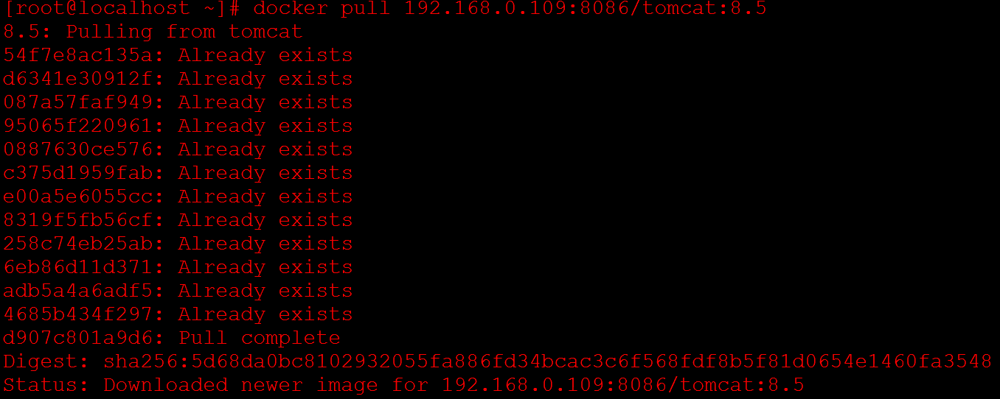 [root@localhost ~]# docker pull 192.168.0.109:8086/tomcat:8.5
8.5: Pulling from tomcat
54f7e8ac135a: Already exists
d6341e30912f: Already exists
087a57faf949: Already exists
95065f220961: Already exists
0887630ce576: Already exists
c375d1959fab: Already exists
e00a5e6055cc: Already exists
8319f5fb56cf: Already exists
258c74eb25ab: Already exists
6eb86d11d371: Already exists
adb5a4a6adf5: Already exists
4685b434f297: Already exists
d907c801a9d6: Pull complete
Digest: sha256:5d68da0bc8102932055fa886fd34bcac3c6f568fdf8b5f81d0654e1460fa3548
Status: Downloaded newer image for 192.168.0.109:8086/tomcat:8.5